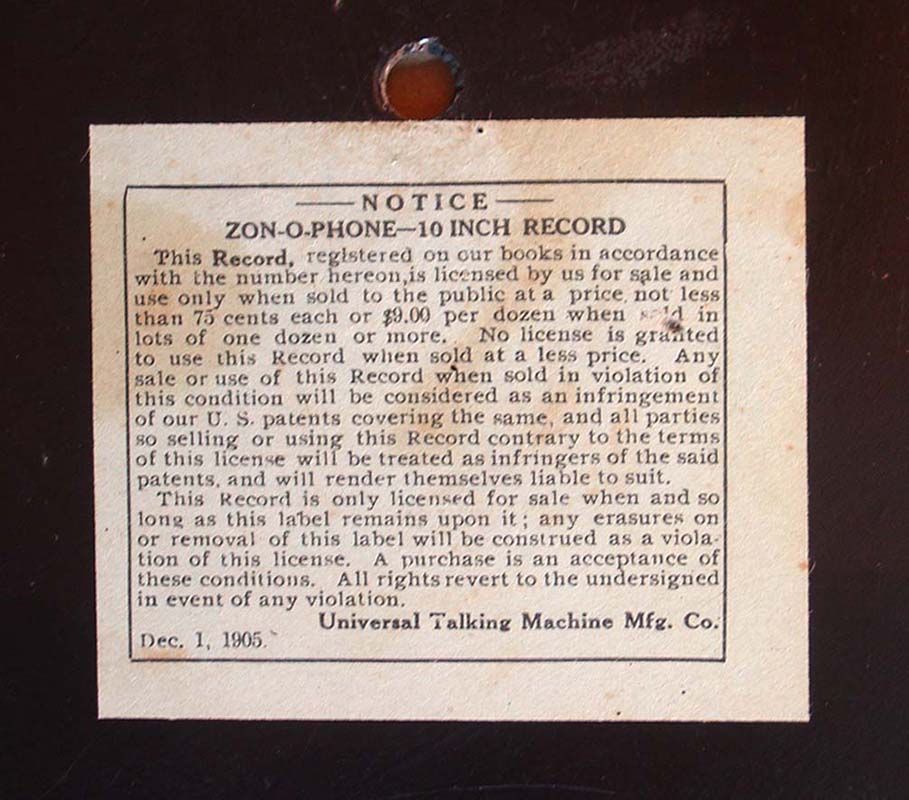 NOTICE
ZON-O-PHONE—10 INCH RECORD
This Record, registered on our books in accordance
with the number hereon, is licensed by us for sale and
use only when sold to the public at a price, not less
than 75 cents each or $9.00 per dozen when sold in
lots of one dozen or more. No license is granted
to use this Record when sold at a less price. Any
sale or use of this Record when sold in violation of
this condition will be considered as an infringement
of our U. S. patents covering the same, and all parties
so selling or using this Record contrary to the terms
of this license will be treated as infringers of the said
patents, and will render themselves liable to suit.
This Record is only licensed for sale when and so
long as this label remains upon it; any erasures on
or removal of this label will be construed as a viola-
tion of this license. A purchase is an acceptance of
these conditions. All rights revert to the undersigned
in event of any violation.
Universal Talking Machine Mfg. Co.
Dec. 1, 1905.